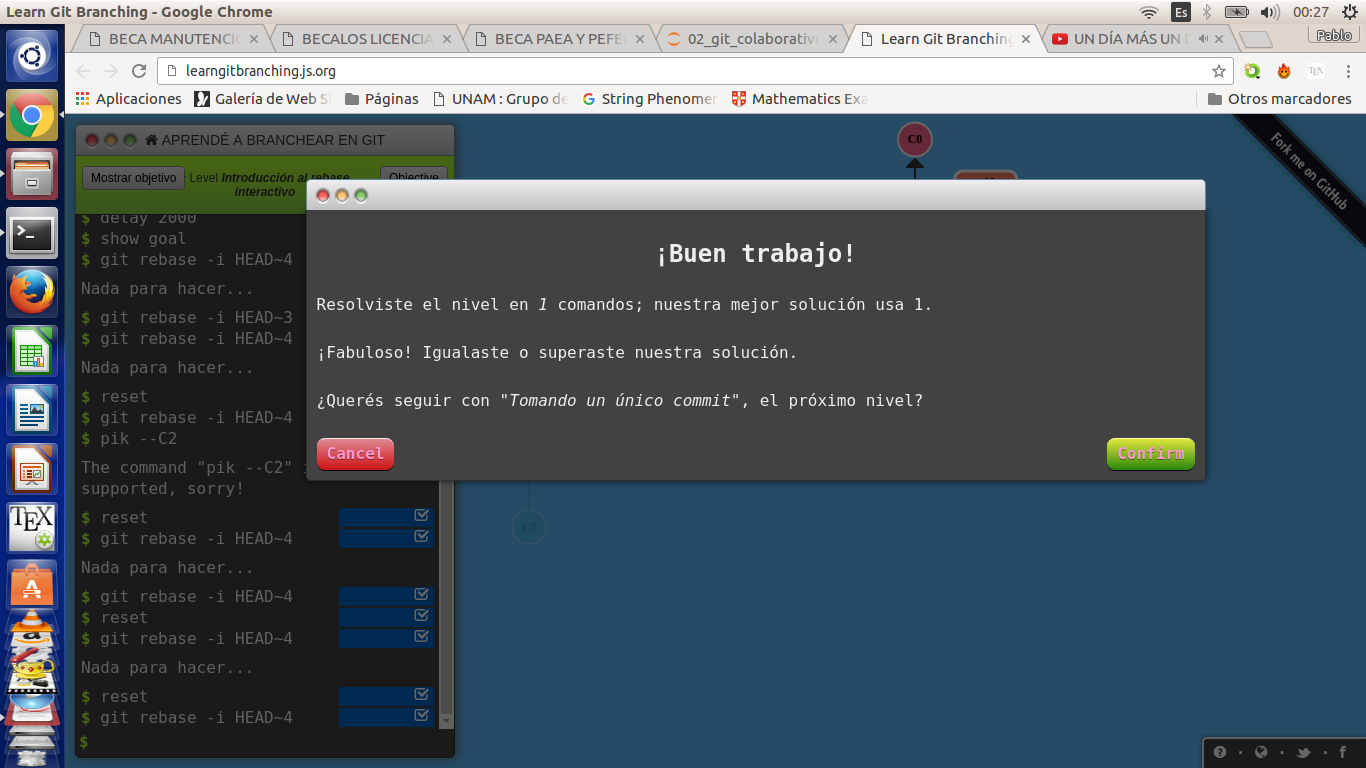 Learn Git Branching - Google Chrome
Es
00:27
BECA MANUTENCI
BECALOS LICENCIA
BECA PAEA Y PEFE
02_git_colaborativo
Learn Git Branching
UN DÍA MÁS UN
Pablo
learngitbranching.js.org
Aplicaciones
Galería de Web S
Páginas
UNAM : Grupo de
String Phenomen
Mathematics Exa
Otros marcadores
APRENDÉ A BRANCHEAR EN GIT
Mostrar objetivo
Level Introducción al rebase interactivo
Objective
$ delay 2000
$ show goal
$ git rebase -i HEAD~4
Nada para hacer...
$ git rebase -i HEAD~3
$ git rebase -i HEAD~4
Nada para hacer...
$ reset
$ git rebase -i HEAD~4
$ pik --C2
The command "pik --C2"
supported, sorry!
$ reset
$ git rebase -i HEAD~4
Nada para hacer...
$ git rebase -i HEAD~4
$ reset
$ git rebase -i HEAD~4
Nada para hacer...
$ reset
$ git rebase -i HEAD~4
$
C0
Fork me on GitHub
¡Buen trabajo!
Resolviste el nivel en 1 comandos; nuestra mejor solución usa 1.
¡Fabuloso! Igualaste o superaste nuestra solución.
¿Querés seguir con "Tomando un único commit", el próximo nivel?
Cancel
Confirm
C5